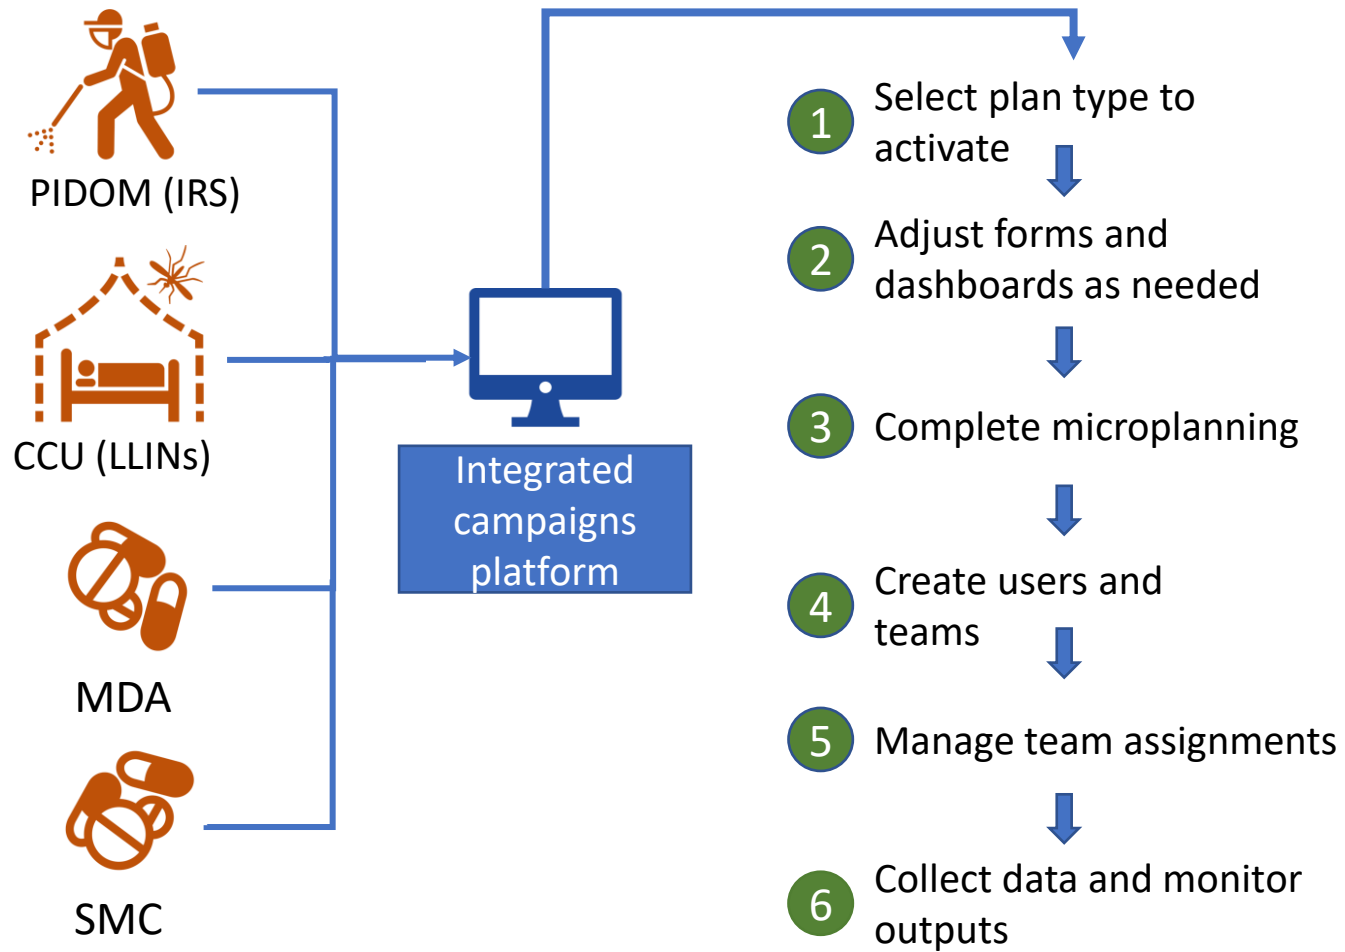 PIDOM (IRS)
CCU (LLINs)
MDA
SMC
Integrated
campaigns
platform
1
Select plan type to
activate
2
Adjust forms and
dashboards as needed
3
Complete microplanning
4
Create users and
teams
5
Manage team assignments
6
Collect data and monitor
outputs